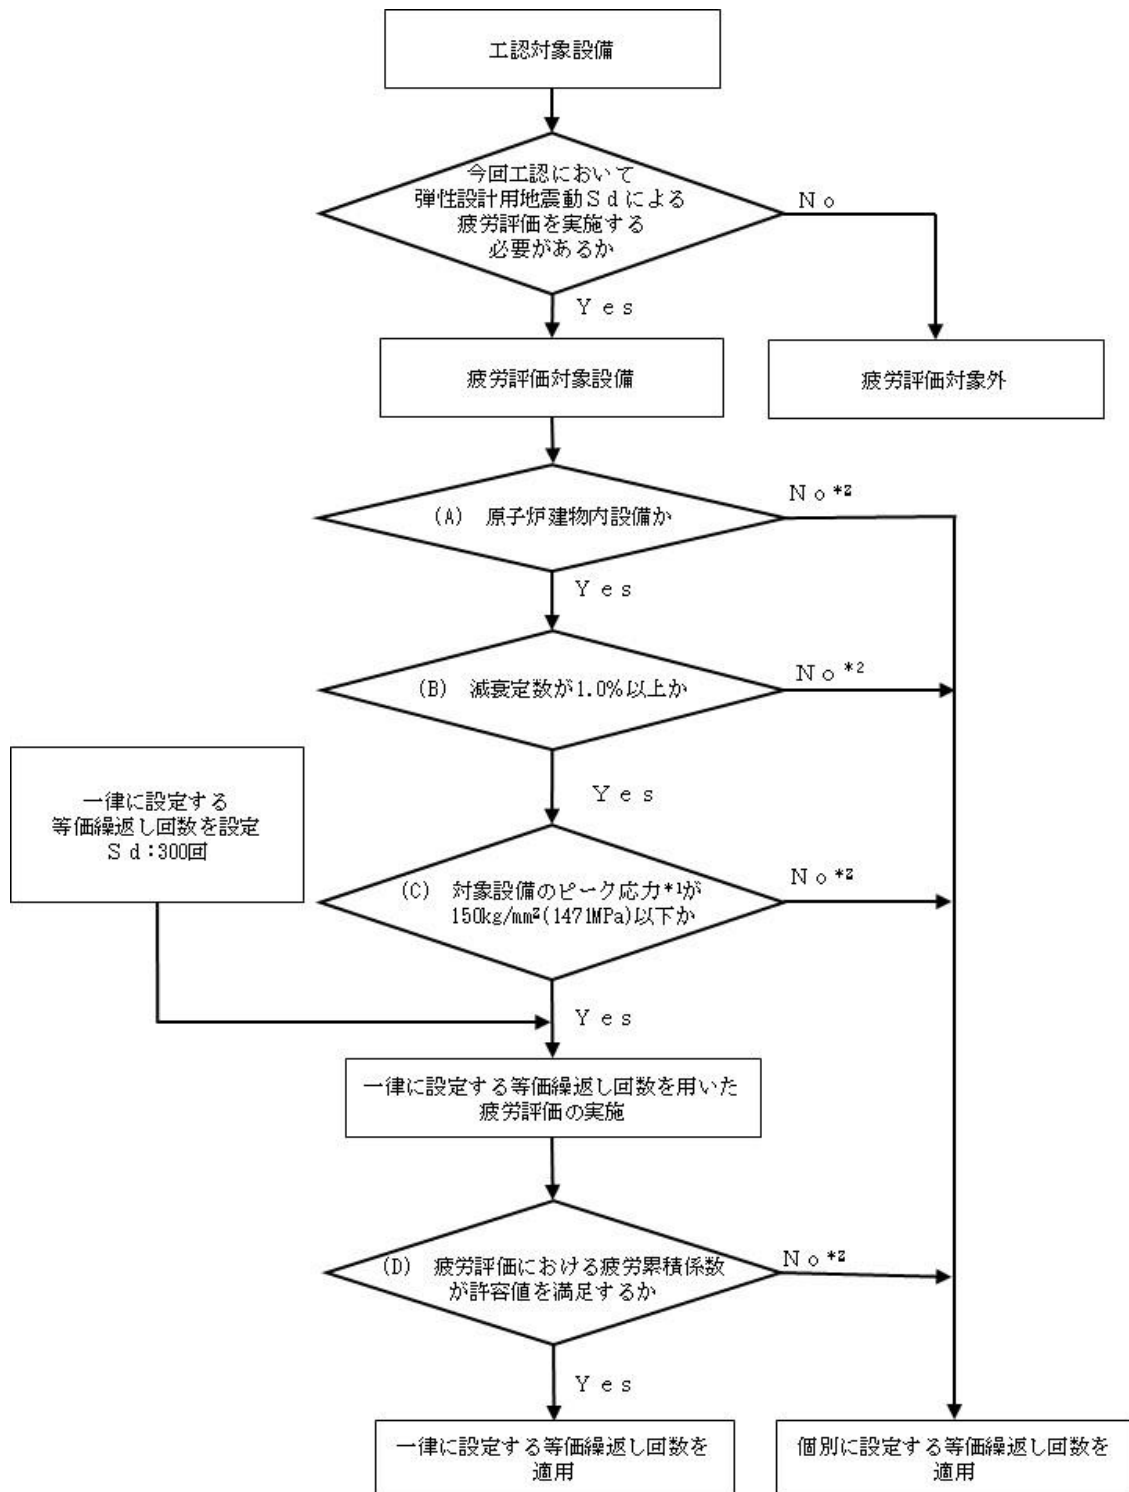 工認対象設備
今回工認において
弾性設計用地震動Ｓｄによる
疲労評価を実施する
必要があるか
Ｎｏ
Ｙｅｓ
疲労評価対象設備
疲労評価対象外
(A) 原子炉建物内設備か
Ｎｏ*2
Ｙｅｓ
(B) 減衰定数が1.0%以上か
Ｎｏ*2
Ｙｅｓ
一律に設定する
等価繰返し回数を設定
Ｓｄ:300回
(C) 対象設備のピーク応力*1が
150kg/mm2(1471MPa)以下か
Ｎｏ*2
Ｙｅｓ
一律に設定する等価繰返し回数を用いた
疲労評価の実施
(D) 疲労評価における疲労累積係数
が許容値を満足するか
Ｎｏ*2
Ｙｅｓ
一律に設定する等価繰返し回数を
適用
個別に設定する等価繰返し回数を
適用